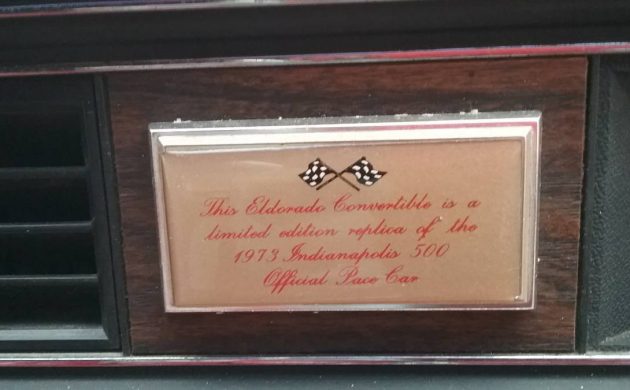 This Eldorado Convertible is a
limited edition replica of the
1973 Indianapolis 500
Official Pace Car